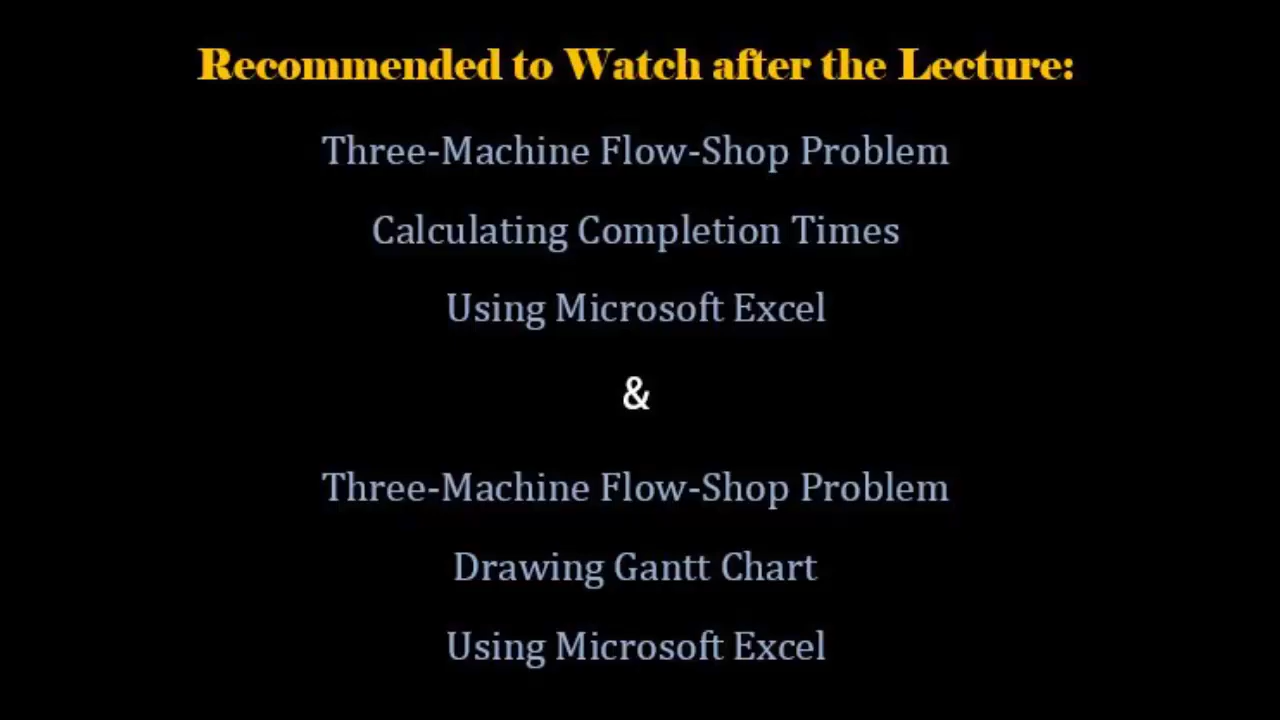 Recommended to Watch after the Lecture:
Three-Machine Flow-Shop Problem
Calculating Completion Times
Using Microsoft Excel
&
Three-Machine Flow-Shop Problem
Drawing Gantt Chart
Using Microsoft Excel